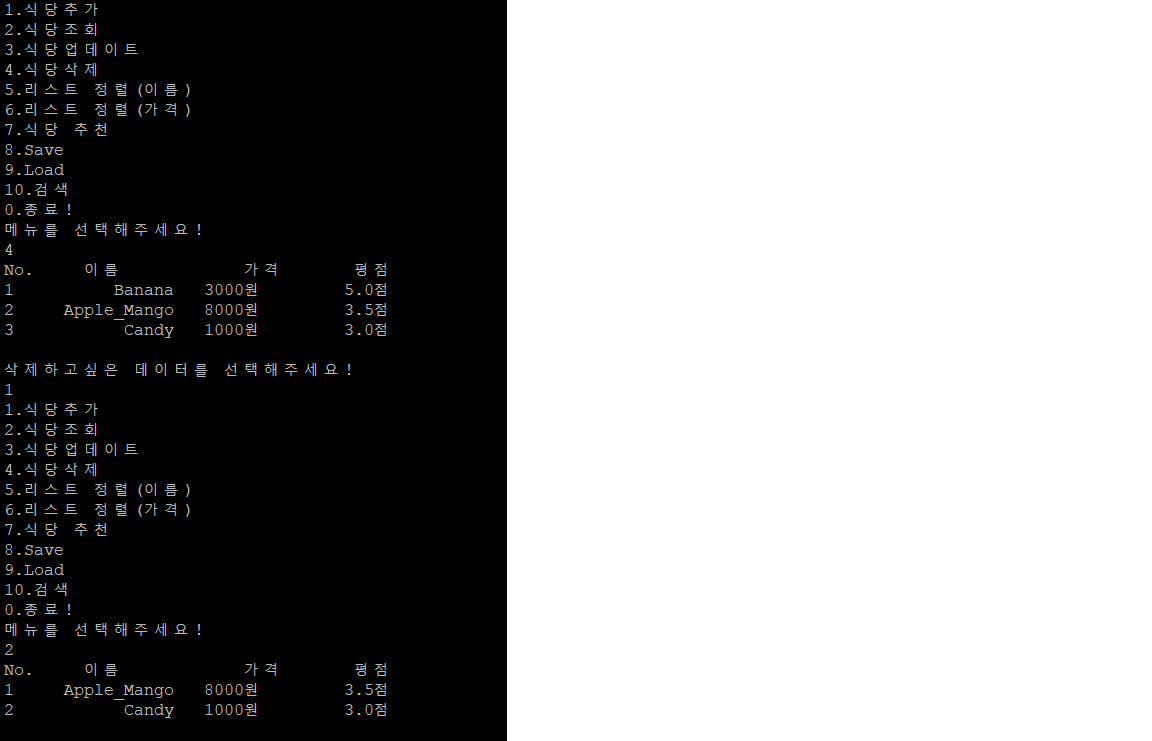 1.식당추가
2.식당조회
3.식당업데이트
4.식당삭제
5.리스트 정렬(이름)
6.리스트 정렬(가격)
7.식당 추천
8.Save
9.Load
10.검색
0.종료!
메뉴를 선택해주세요!
4
No. 이름 가격 평점
1 Banana 3000원 5.0점
2 Apple_Mango 8000원 3.5점
3 Candy 1000원 3.0점
삭제하고싶은 데이터를 선택해주세요!
1
1.식당추가
2.식당조회
3.식당업데이트
4.식당삭제
5.리스트 정렬(이름)
6.리스트 정렬(가격)
7.식당 추천
8.Save
9.Load
10.검색
0.종료!
메뉴를 선택해주세요!
2
No. 이름 가격 평점
1 Apple_Mango 8000원 3.5점
2 Candy 1000원 3.0점